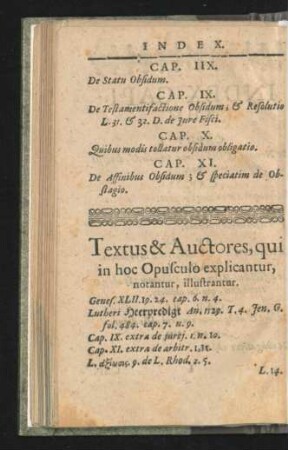 INDEX.
CAP. IIX.
De Statu Obsidum.
CAP. IX.
De Testamentifactione Obsidum; & Resolutio
L. 31. & 32. D. de Jure Fisci.
CAP. X.
Quibus modis tollatur obsidum obligatio.
CAP. XI.
De Affinibus Obsidum; & speciatim de Ob-
stagio.
Textus & Auctores, qui
in hoc Opusculo explicantur,
notantur, illustrantur.
Genes. XLII. 19. 24. cap. 6. n. 4.
Lutheri Heerpredigt An. 1529. T. 4. Jen. G.
fol. 484. cap. 7. n. 9.
Cap. IX. extra de jurej. 1. n. 10.
Cap. XI. extra de arbitr. 1,
L. ἀξίωσις. 9. de L. Rhod. 2. 5.
L. 14.